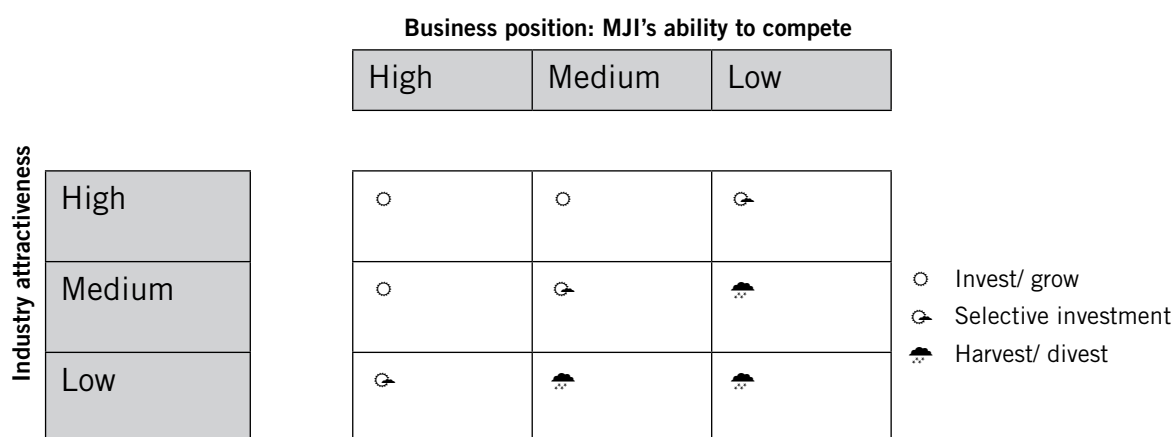 Business position: MJI's ability to compete
High Medium Low
Industry attractiveness
High
Medium
Low
Invest/ grow
Selective investment
Harvest/ divest